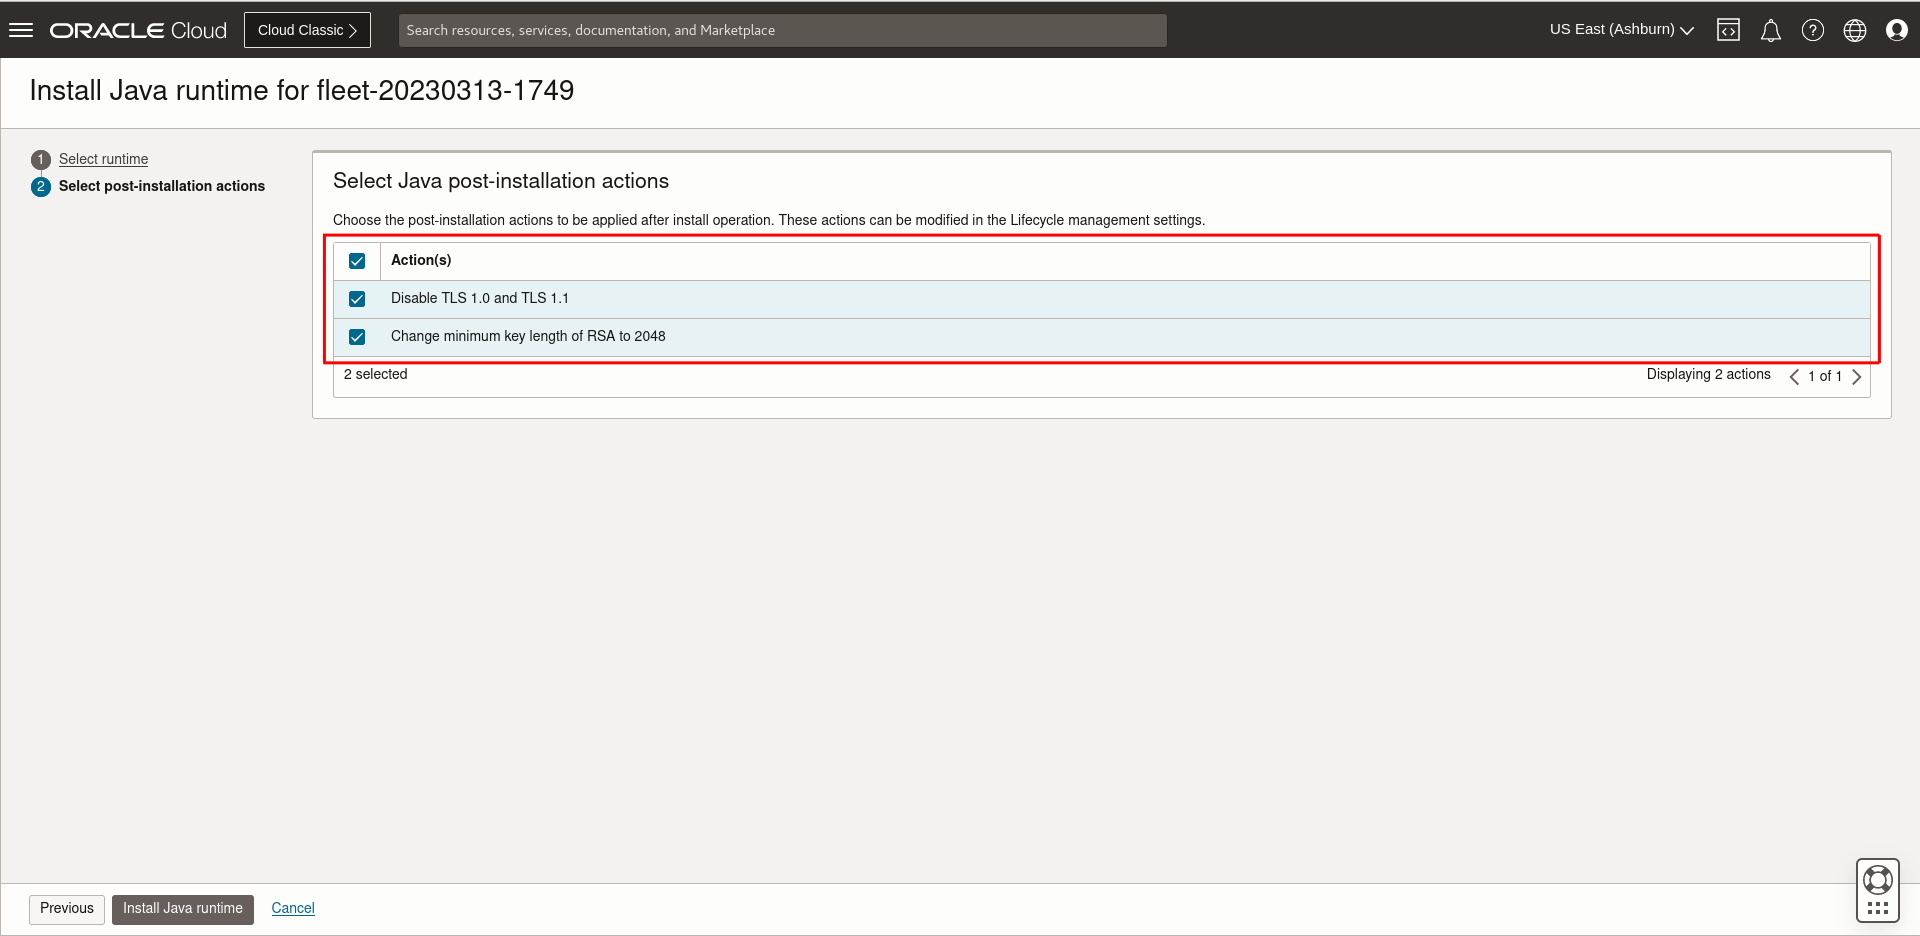 ORACLE Cloud
Cloud Classic
Search resources, services, documentation, and Marketplace
US East (Ashburn)
Install Java runtime for fleet-20230313-1749
1 Select runtime
2 Select post-installation actions
Select Java post-installation actions
Choose the post-installation actions to be applied after install operation. These actions can be modified in the Lifecycle management settings.
Action(s)
Disable TLS 1.0 and TLS 1.1
Change minimum key length of RSA to 2048
2 selected
Displaying 2 actions
1 of 1
Previous
Install Java runtime
Cancel